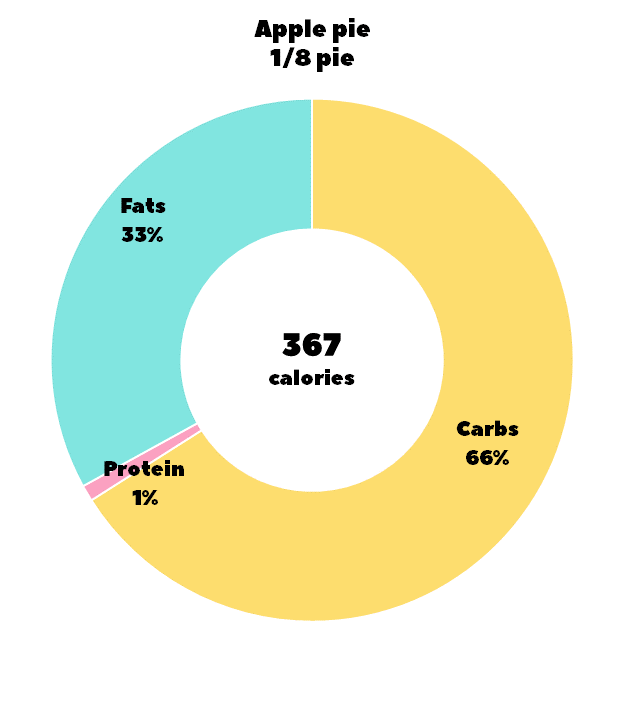 Apple pie
1/8 pie
Fats
33%
367
calories
Carbs
66%
Protein
1%